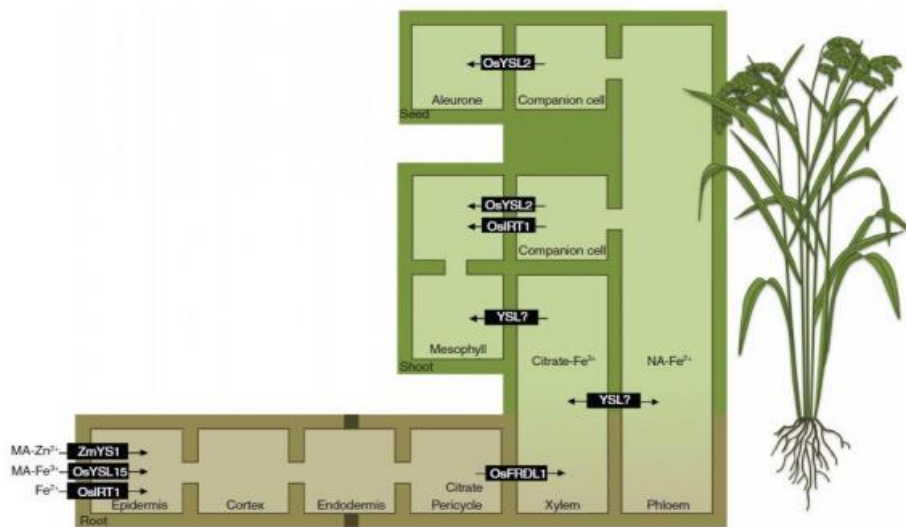 OsYSL2
Aleurone
Companion cell
Seed
OsYSL2
OsIRT1
Companion cell
YSL?
Mesophyll
Citrate-Fe³⁺
NA-Fe²⁺
Shoot
YSL?
MA-Zn²⁺
ZmYS1
MA-Fe³⁺
OsYSL15
OsFRDL1
Fe²⁺
OsIRT1
Citrate
Epidermis
Cortex
Endodermis
Pericycle
Xylem
Phloem
Root